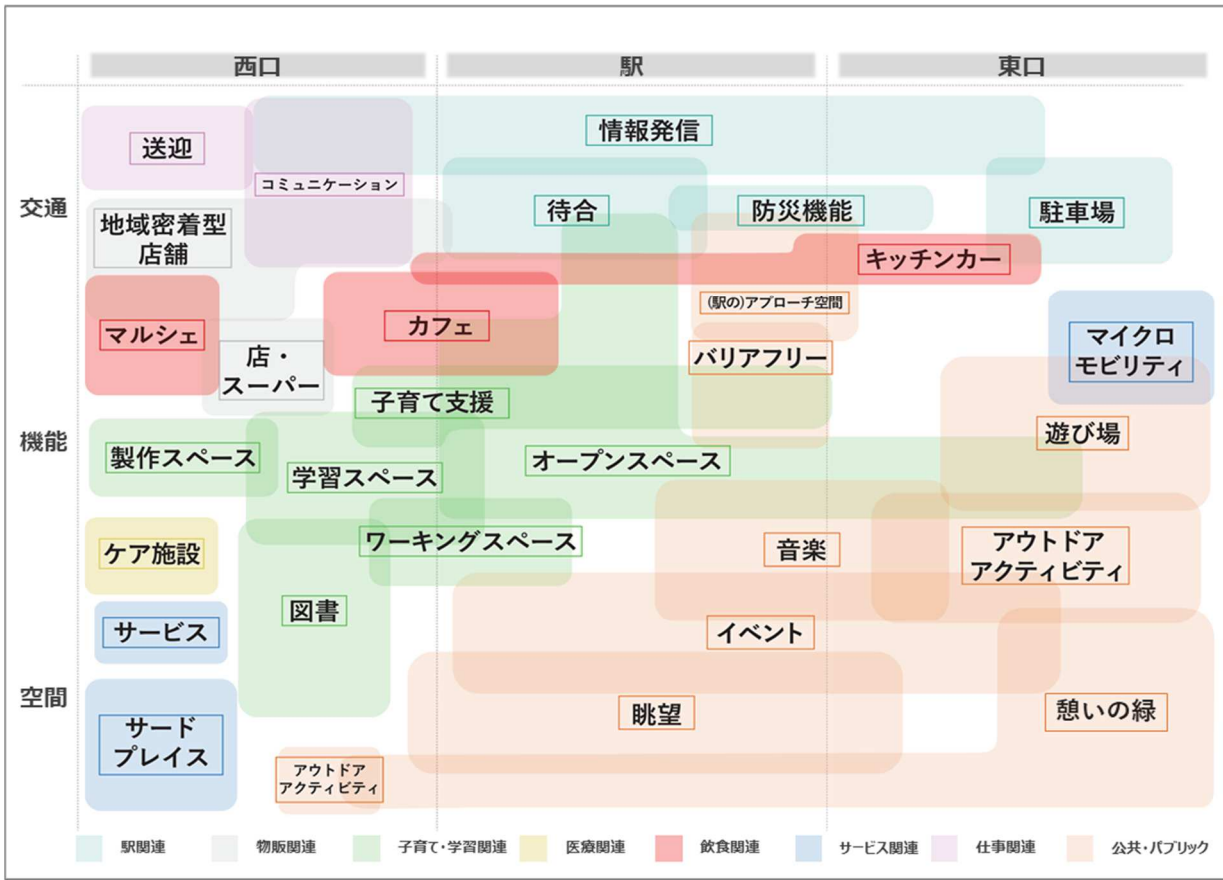 西口
駅
東口
交通
機能
空間
送迎
コミュニケーション
情報発信
待合
防災機能
駐車場
地域密着型
店舗
キッチンカー
(駅の)アプローチ空間
マルシェ
カフェ
店・
スーパー
バリアフリー
マイクロ
モビリティ
子育て支援
遊び場
製作スペース
学習スペース
オープンスペース
ケア施設
ワーキングスペース
音楽
アウトドア
アクティビティ
サービス
図書
イベント
サード
プレイス
眺望
憩いの緑
アウトドア
アクティビティ
駅関連
物販関連
子育て・学習関連
医療関連
飲食関連
サービス関連
仕事関連
公共・パブリック